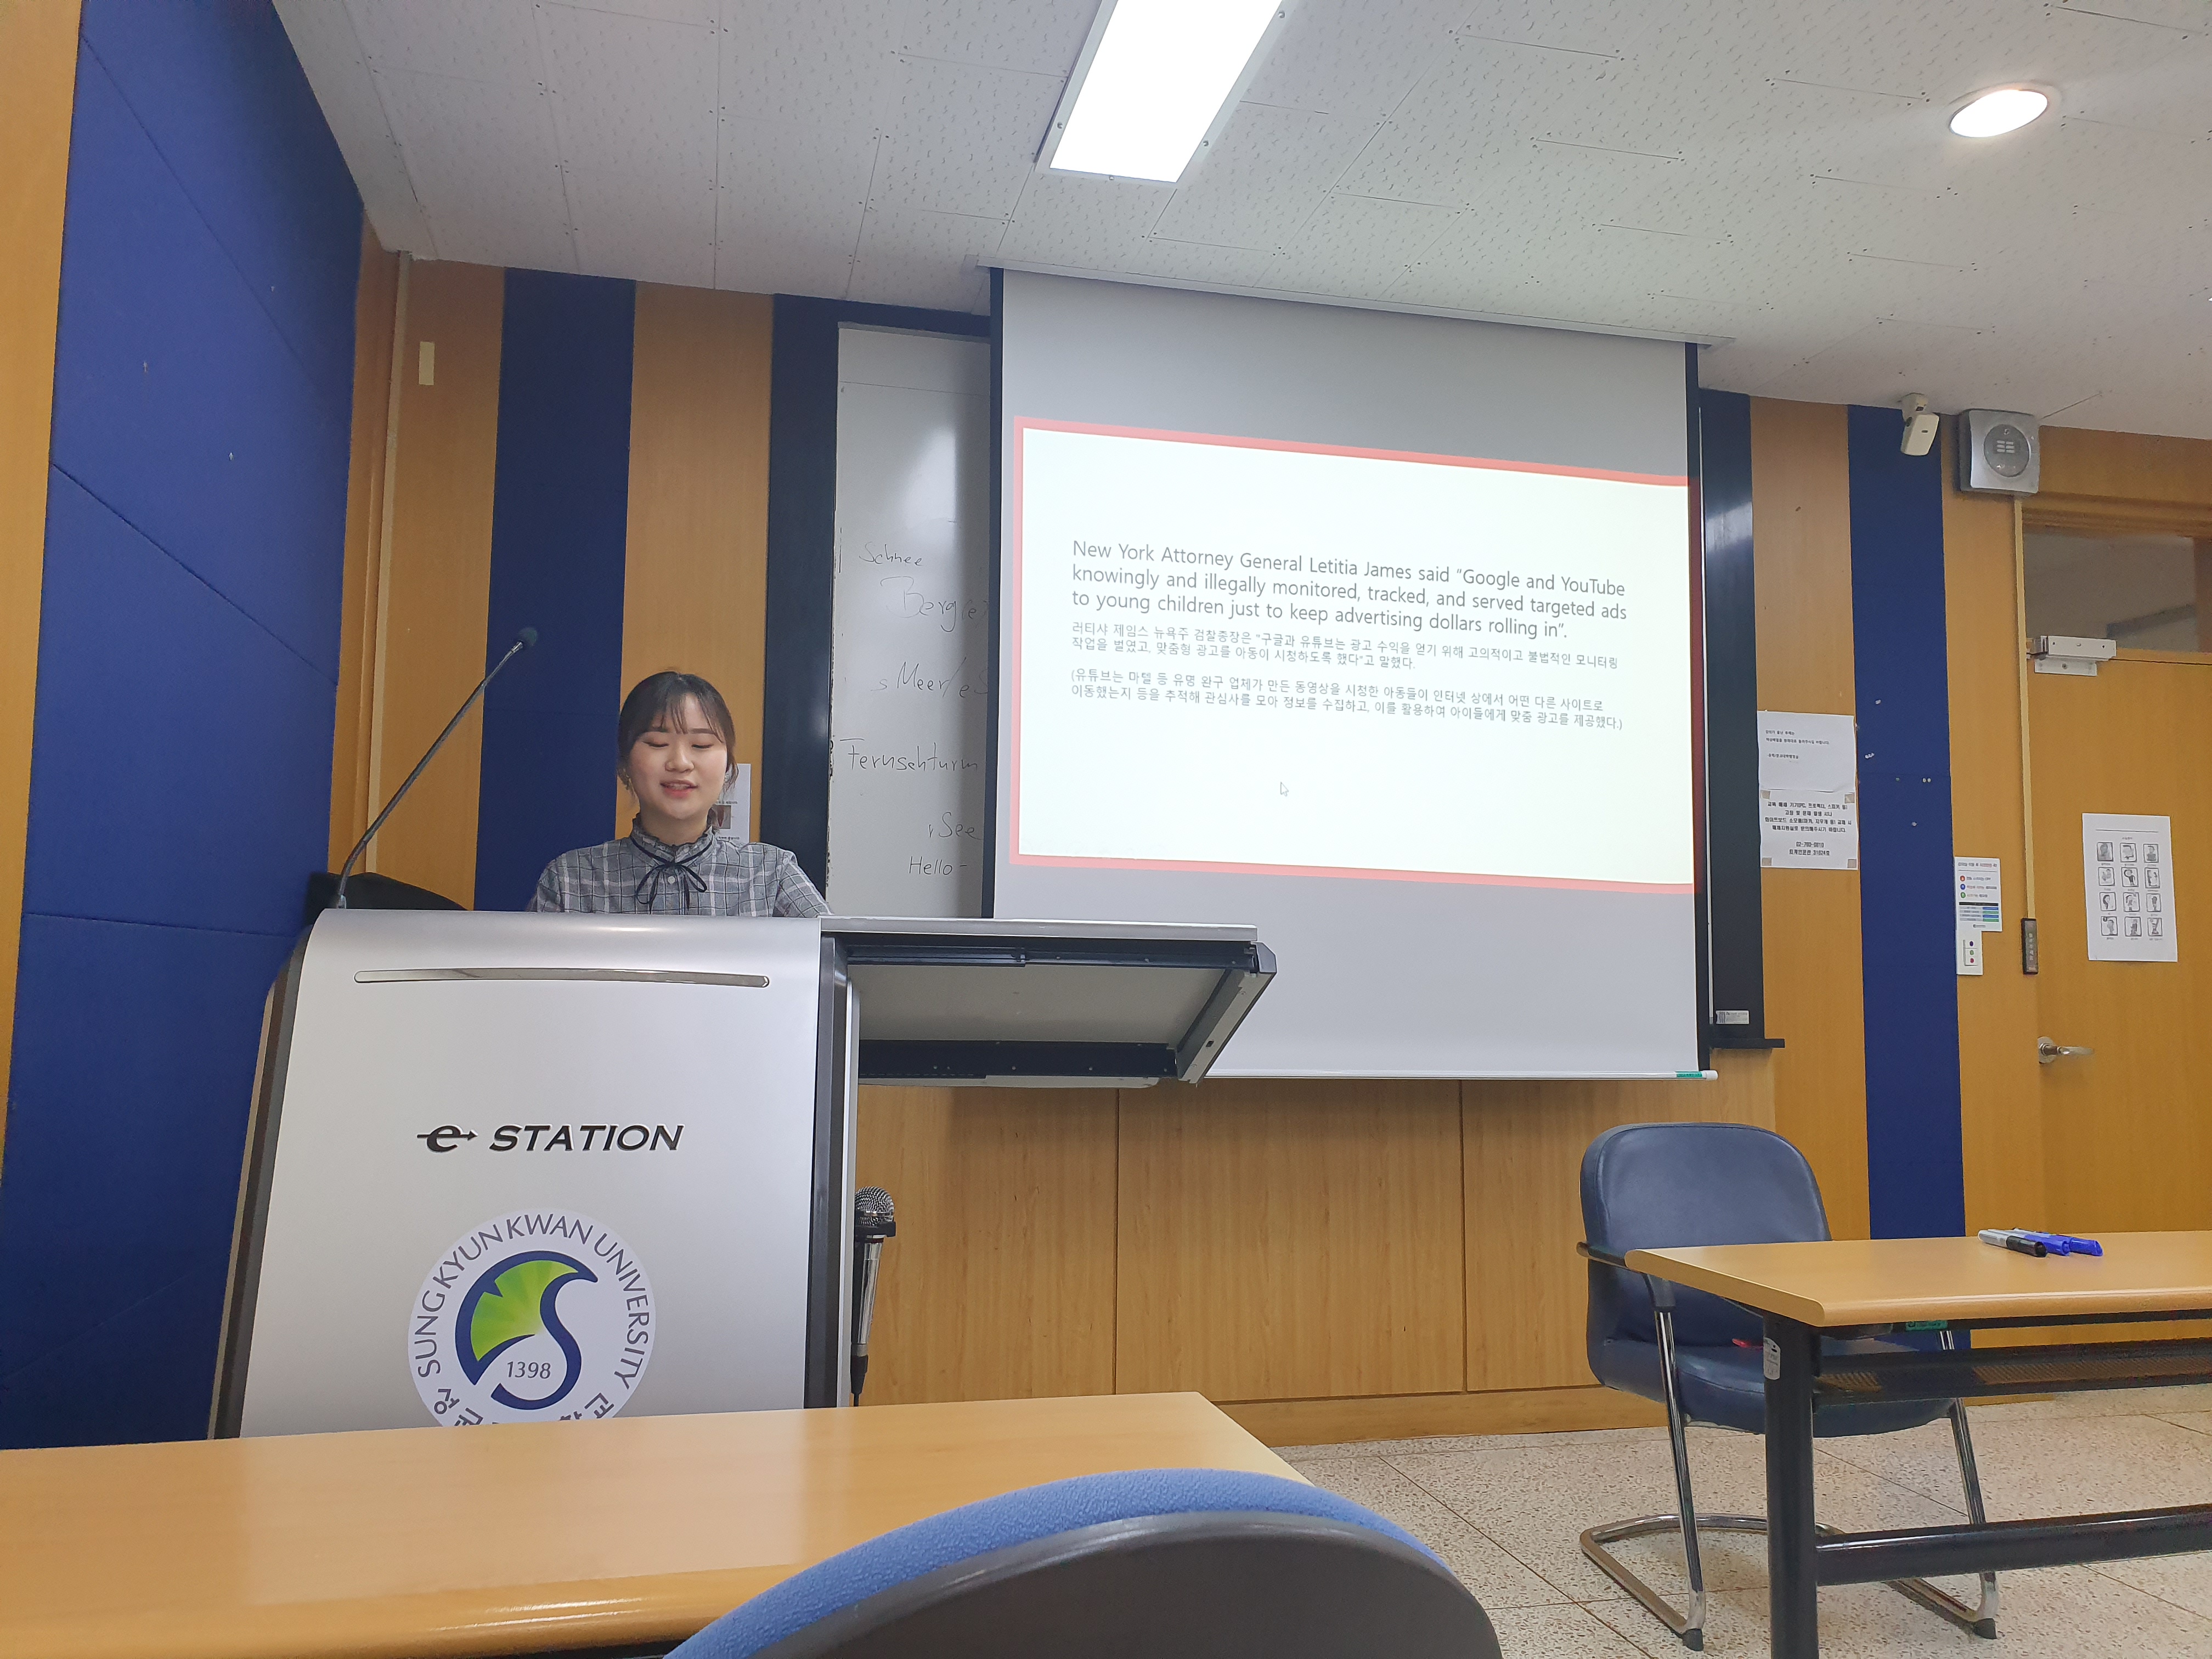 Schnee
Berg
s Meer/e S
Fernsehturm
r See
Hello-
New York Attorney General Letitia James said “Google and YouTube
knowingly and illegally monitored, tracked, and served targeted ads
to young children just to keep advertising dollars rolling in”.
러티샤 제임스 뉴욕주 검찰총장은 “구글과 유튜브는 광고 수익을 얻기 위해 고의적이고 불법적인 모니터링
작업을 벌였고, 맞춤형 광고를 아동이 시청하도록 했다”고 말했다.
(유튜브는 마텔 등 유명 완구 업체가 만든 동영상을 시청한 아동들이 인터넷 상에서 어떤 다른 사이트로
이동했는지 등을 추적해 관심사를 모아 정보를 수집하고, 이를 활용하여 아이들에게 맞춤 광고를 제공했다.)
e STATION
SUNG KYUN KWAN UNIVERSITY
1398